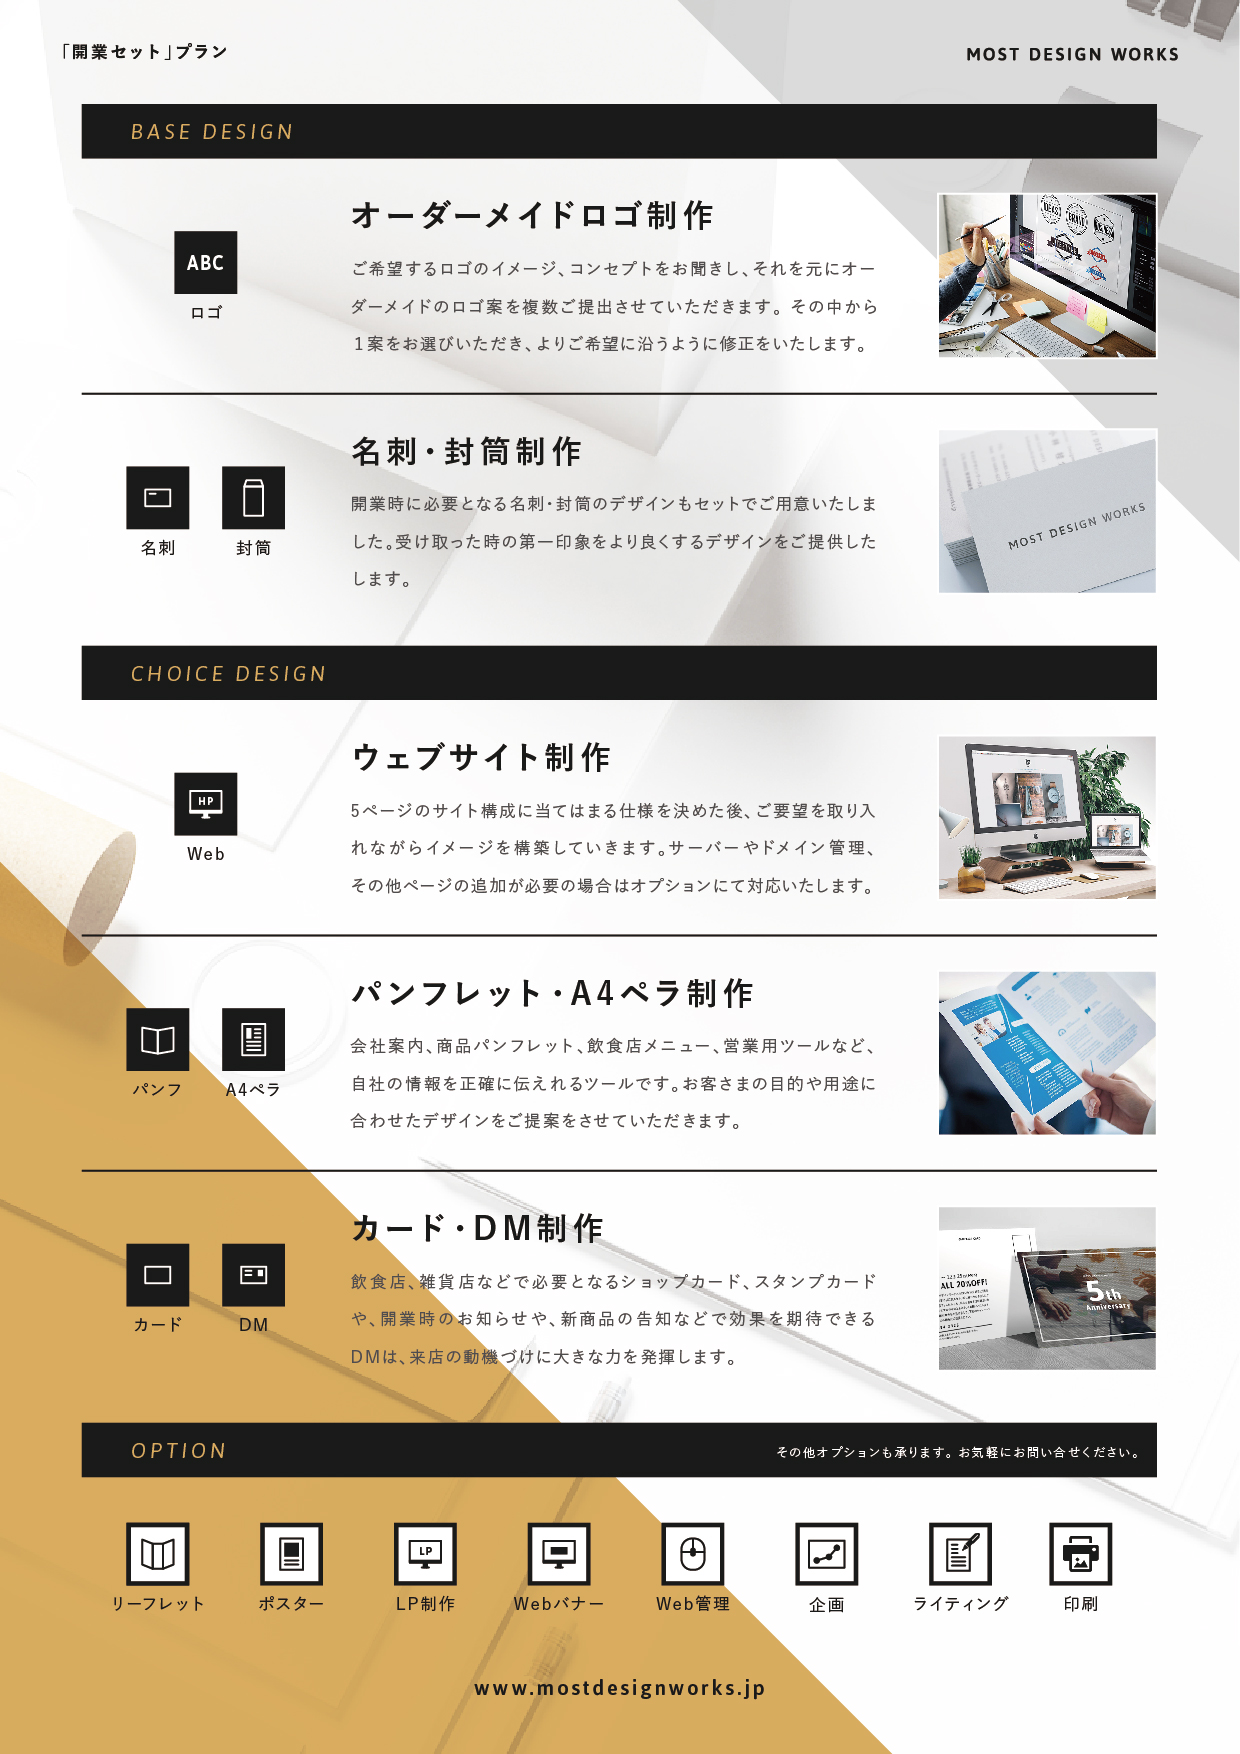 「開業セット」プラン
MOST DESIGN WORKS
BASE DESIGN
オーダーメイドロゴ制作
ABC
ロゴ
ご希望するロゴのイメージ、コンセプトをお聞きし、それを元にオー
ダーメイドのロゴ案を複数ご提出させていただきます。その中から
1案をお選びいただき、よりご希望に沿うように修正をいたします。
名刺・封筒制作
名刺
封筒
開業時に必要となる名刺・封筒のデザインもセットでご用意いたしま
した。受け取った時の第一印象をより良くするデザインをご提供した
します。
MOST DESIGN WORKS
CHOICE DESIGN
ウェブサイト制作
HP
Web
5ページのサイト構成に当てはまる仕様を決めた後、ご要望を取り入
れながらイメージを構築していきます。サーバーやドメイン管理、
その他ページの追加が必要の場合はオプションにて対応いたします。
パンフレット・A4ペラ制作
パンフ
A4ペラ
会社案内、商品パンフレット、飲食店メニュー、営業用ツールなど、
自社の情報を正確に伝えれるツールです。お客さまの目的や用途に
合わせたデザインをご提案をさせていただきます。
カード・DM制作
カード
DM
飲食店、雑貨店などで必要となるショップカード、スタンプカード
や、開業時のお知らせや、新商品の告知などで効果を期待できる
DMは、来店の動機づけに大きな力を発揮します。
ALL 20%OFF!
5th
Anniversary
OPTION
その他オプションも承ります。お気軽にお問い合せください。
LP
リーフレット
ポスター
LP制作
Webバナー
Web管理
企画
ライティング
印刷
www.mostdesignworks.jp